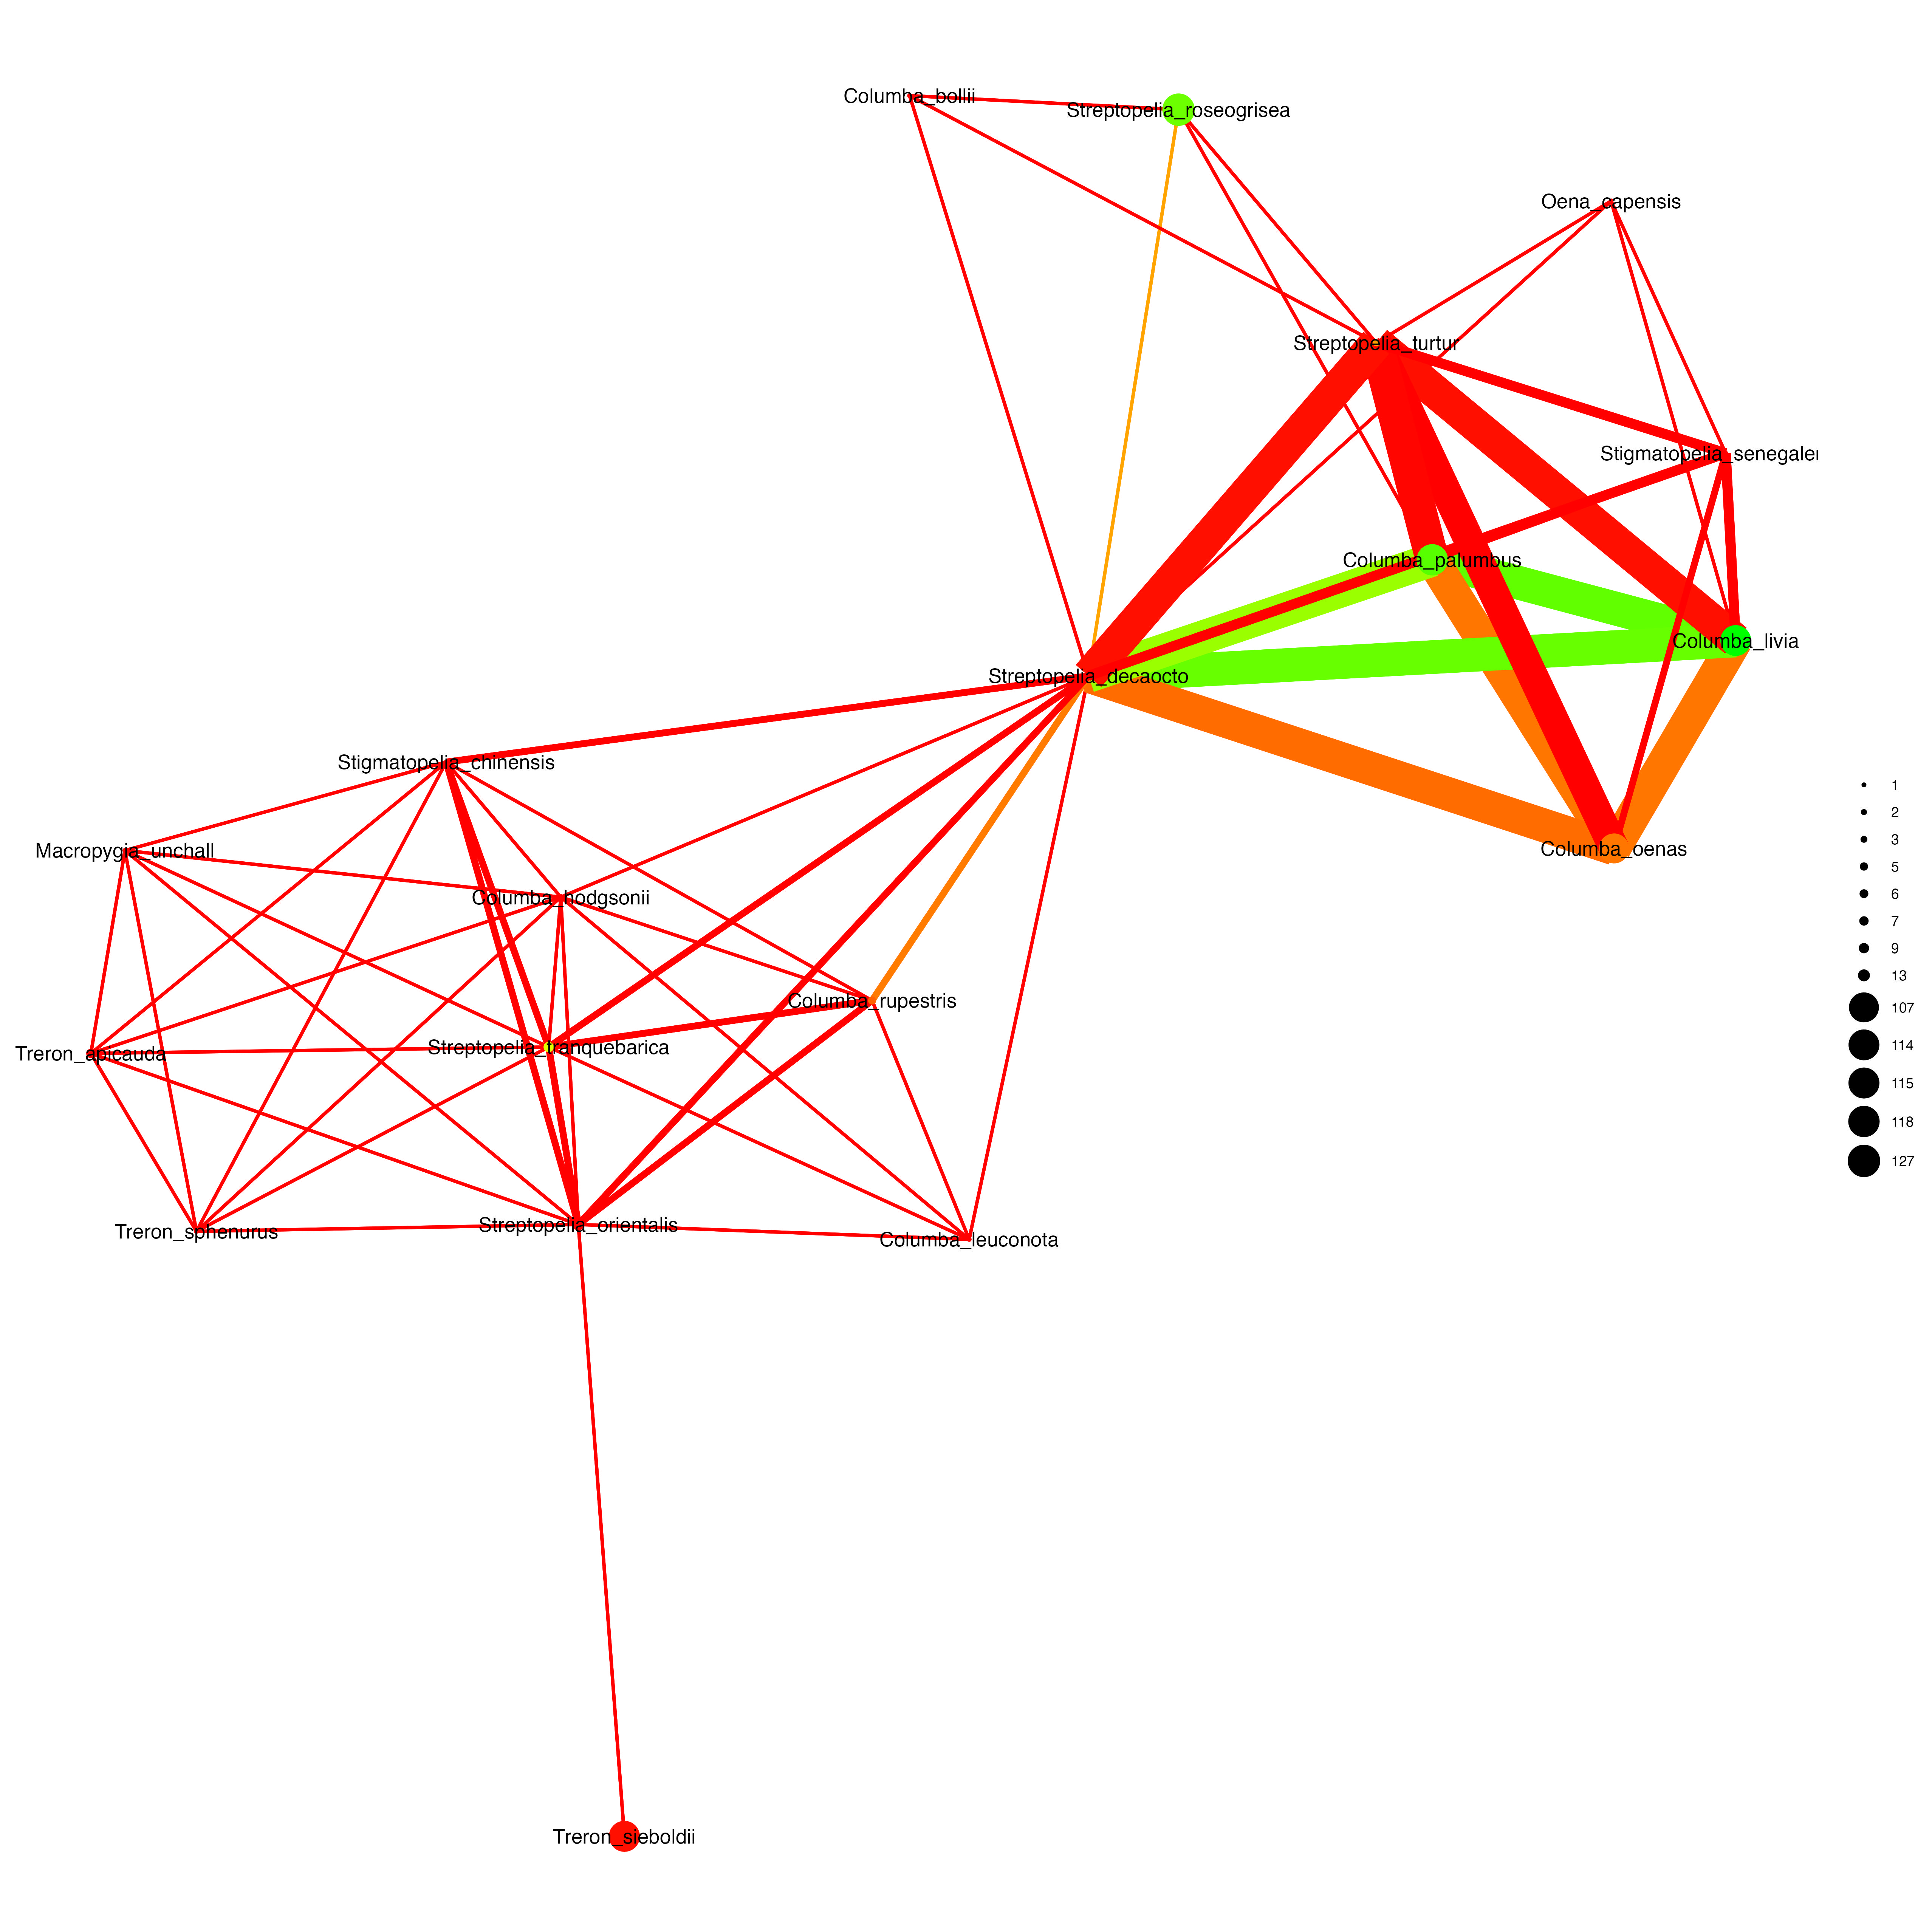 Columba_bollii
Streptopelia_roseogrisea
Oena_capensis
Streptopelia_turtur
Stigmatopelia_senegaler
Columba_palumbus
Columba_livia
Streptopelia_decaocto
Stigmatopelia_chinensis
Columba_oenas
Macropygia_unchall
Columba_hodgsonii
Columba_rupestris
Streptopelia_tranquebarica
Treron_apicauda
Streptopelia_orientalis
Treron_sphenurus
Columba_leuconota
Treron_sieboldii
1
2
3
5
6
7
9
13
107
114
115
118
127